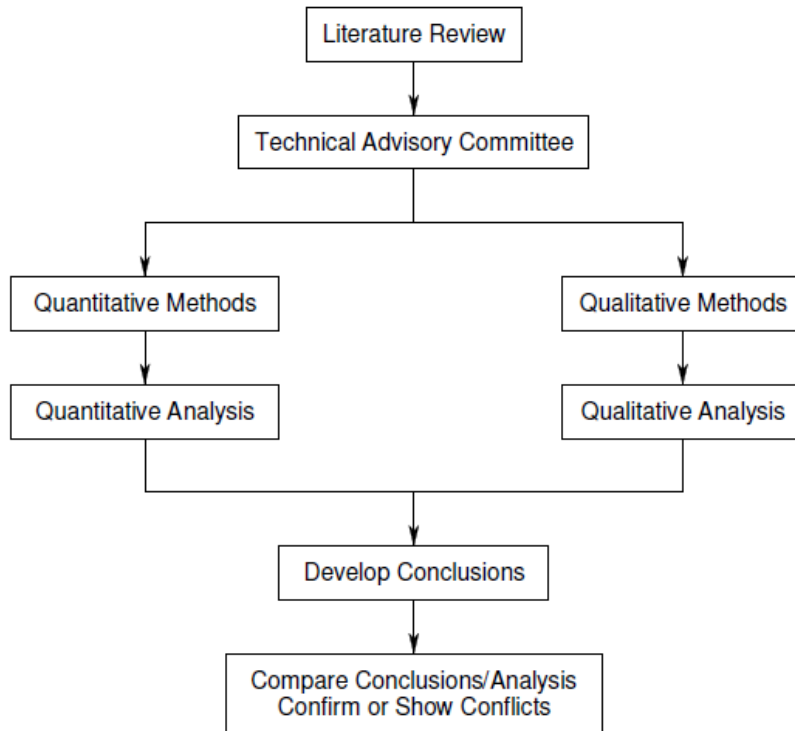 Literature Review
Technical Advisory Committee
Quantitative Methods
Qualitative Methods
Quantitative Analysis
Qualitative Analysis
Develop Conclusions
Compare Conclusions/Analysis
Confirm or Show Conflicts